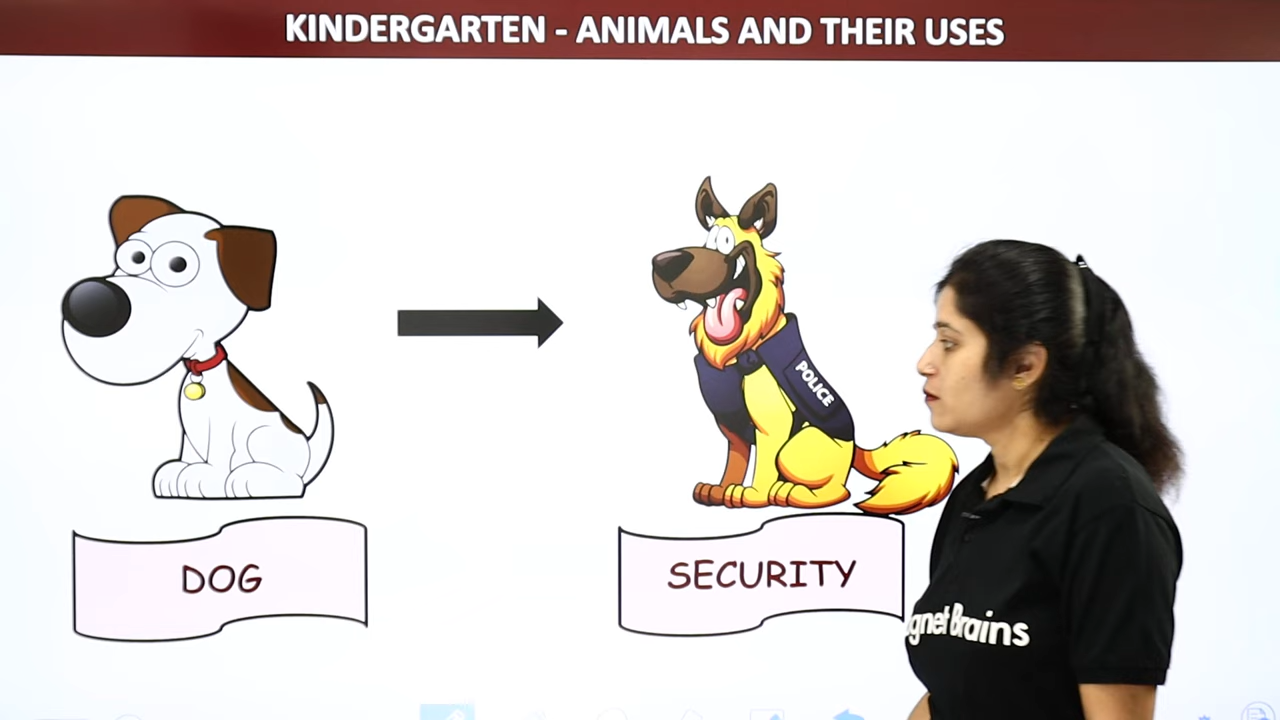 KINDERGARTEN - ANIMALS AND THEIR USES
POLICE
DOG
SECURITY
gnet Brains